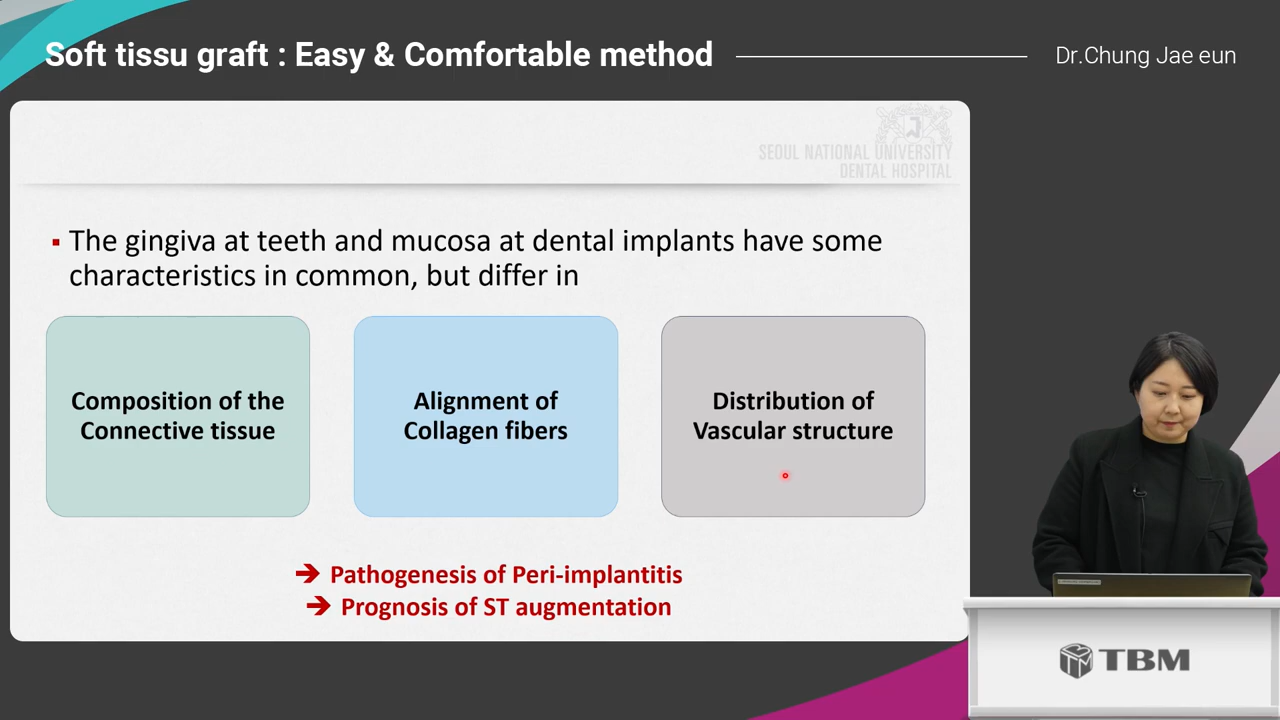 Soft tissu graft : Easy & Comfortable method
Dr.Chung Jae eun
SEOUL NATIONAL UNIVERSITY
DENTAL HOSPITAL
The gingiva at teeth and mucosa at dental implants have some
characteristics in common, but differ in
Composition of the
Connective tissue
Alignment of
Collagen fibers
Distribution of
Vascular structure
➔ Pathogenesis of Peri-implantitis
➔ Prognosis of ST augmentation
TBM